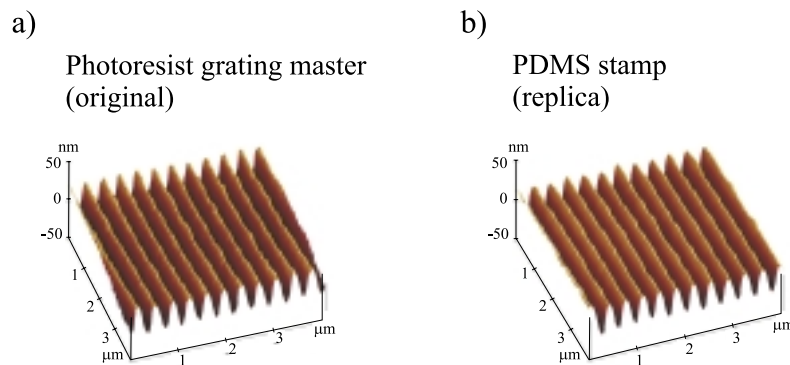 a)
Photoresist grating master
(original)
nm
50
0
-50
1
2
3
μm
1
2
3
μm
b)
PDMS stamp
(replica)
nm
50
0
-50
1
2
3
μm
1
2
3
μm